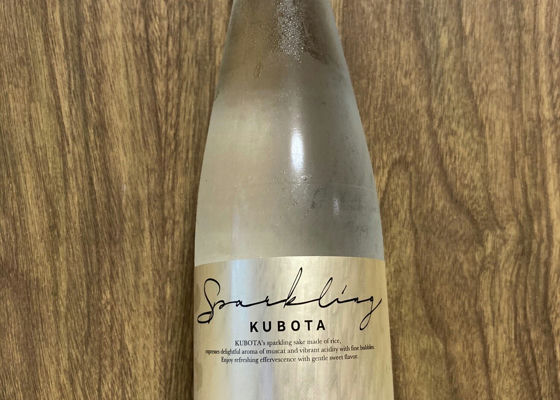 Sparkling
KUBOTA
KUBOTA's sparkling sake made of rice,
expresses delightful aroma of muscat and vibrant acidity with fine bubbles.
Enjoy refreshing effervescence with gentle sweet flavor.